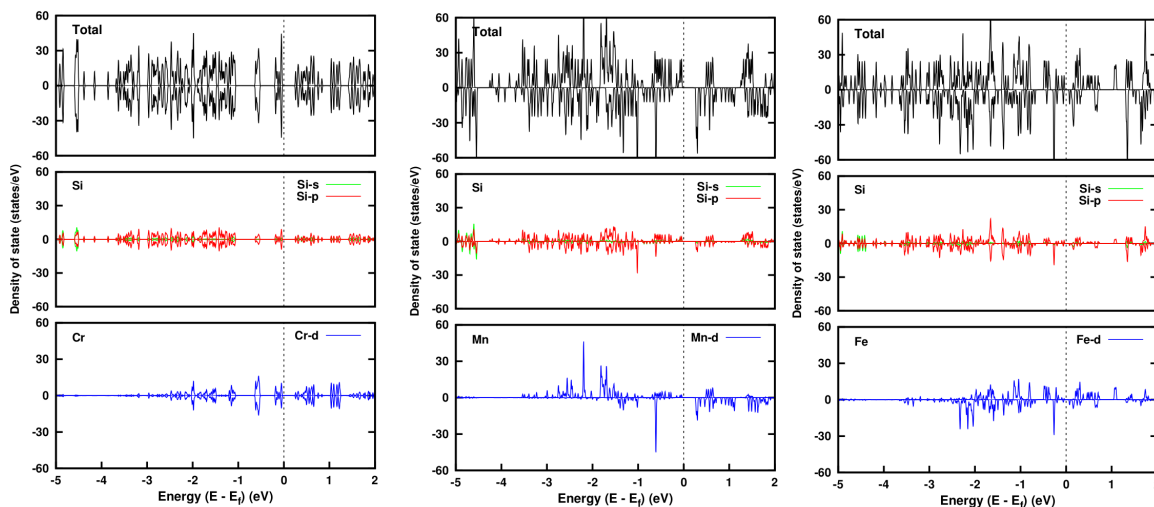 Total
60
30
0
-30
-60
Si
Si-s
Si-p
60
30
0
-30
-60
Density of state (states/eV)
Cr
Cr-d
60
30
0
-30
-60
-5 -4 -3 -2 -1 0 1 2
Energy (E - Ef) (eV)
Total
60
30
0
-30
-60
Si
Si-s
Si-p
60
30
0
-30
-60
Density of state (states/eV)
Mn
Mn-d
60
30
0
-30
-60
-5 -4 -3 -2 -1 0 1 2
Energy (E - Ef) (eV)
Total
60
30
0
-30
-60
Si
Si-s
Si-p
60
30
0
-30
-60
Density of state (states/eV)
Fe
Fe-d
60
30
0
-30
-60
-5 -4 -3 -2 -1 0 1
Energy (E - Ef) (eV)